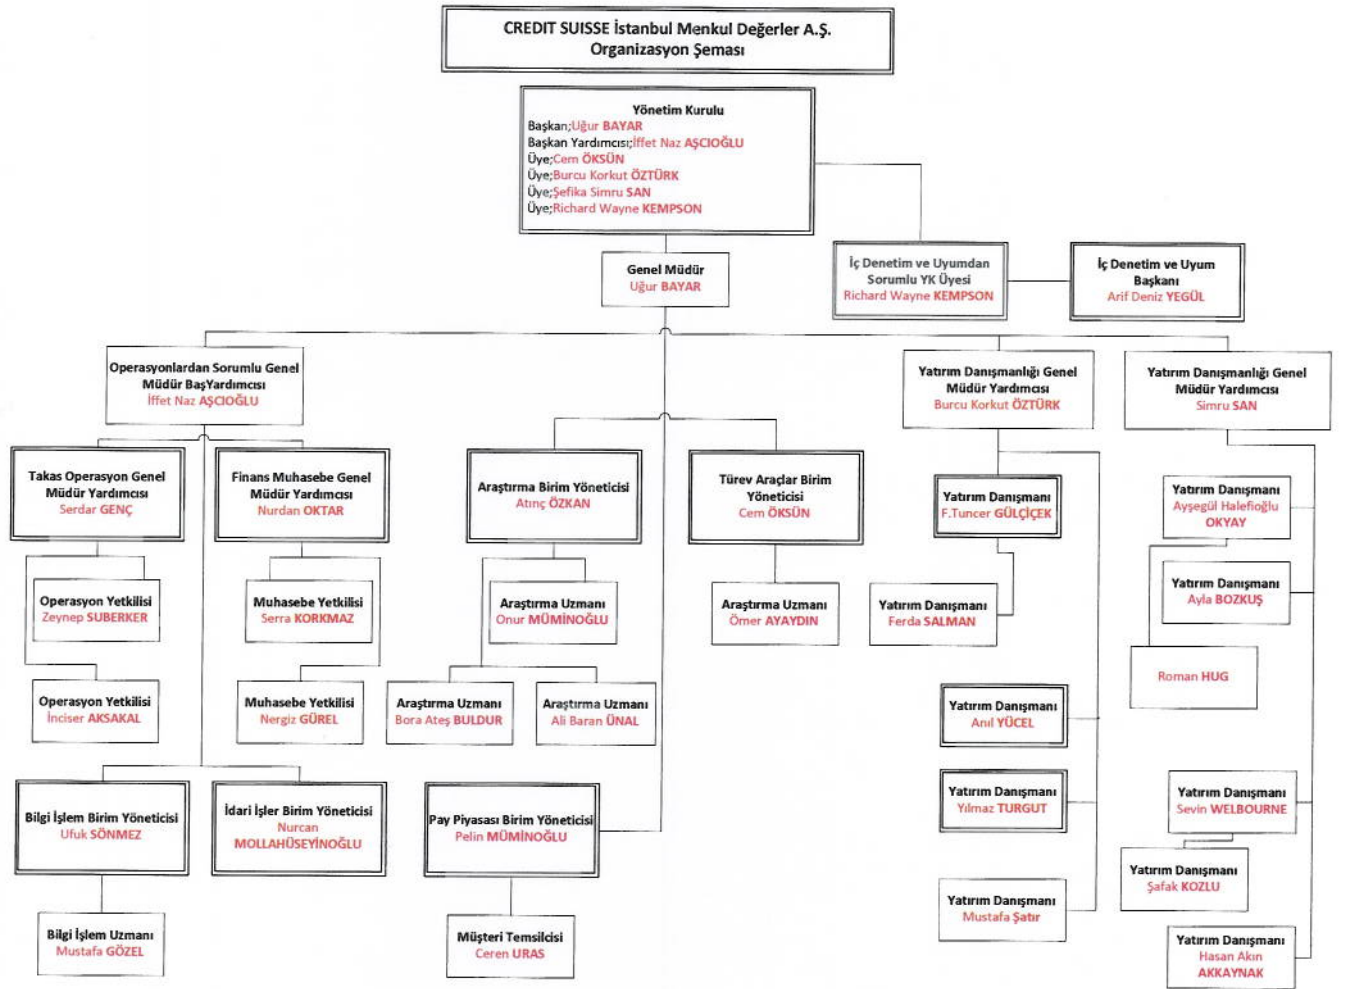 CREDIT SUISSE İstanbul Menkul Değerler A.Ş.
Organizasyon Şeması
Yönetim Kurulu
Başkan;Uğur BAYAR
Başkan Yardımcısı;İffet Naz AŞCIOĞLU
Üye;Cem ÖKSÜN
Üye;Burcu Korkut ÖZTÜRK
Üye;Şefika Simru SAN
Üye;Richard Wayne KEMPSON
Genel Müdür
Uğur BAYAR
İç Denetim ve Uyumdan
Sorumlu YK Üyesi
Richard Wayne KEMPSON
İç Denetim ve Uyum
Başkanı
Arif Deniz YEGÜL
Operasyonlardan Sorumlu Genel
Müdür BaşYardımcısı
İffet Naz AŞCIOĞLU
Yatırım Danışmanlığı Genel
Müdür Yardımcısı
Burcu Korkut ÖZTÜRK
Yatırım Danışmanlığı Genel
Müdür Yardımcısı
Simru SAN
Takas Operasyon Genel
Müdür Yardımcısı
Serdar GENÇ
Finans Muhasebe Genel
Müdür Yardımcısı
Nurdan OKTAR
Araştırma Birim Yöneticisi
Atınç ÖZKAN
Türev Araçlar Birim
Yöneticisi
Cem ÖKSÜN
Yatırım Danışmanı
F.Tuncer GÜLÇİÇEK
Yatırım Danışmanı
Ayşegül Halefioğlu
OKYAY
Operasyon Yetkilisi
Zeynep SUBERKER
Muhasebe Yetkilisi
Serra KORKMAZ
Araştırma Uzmanı
Onur MÜMİNOĞLU
Araştırma Uzmanı
Ömer AYAYDIN
Yatırım Danışmanı
Ferda SALMAN
Yatırım Danışmanı
Ayla BOZKUŞ
Roman HUG
Operasyon Yetkilisi
İnciser AKSAKAL
Muhasebe Yetkilisi
Nergiz GÜREL
Araştırma Uzmanı
Bora Ateş BULDUR
Araştırma Uzmanı
Ali Baran ÜNAL
Yatırım Danışmanı
Anıl YÜCEL
Bilgi İşlem Birim Yöneticisi
Ufuk SÖNMEZ
İdari İşler Birim Yöneticisi
Nurcan
MOLLAHÜSEYİNOĞLU
Pay Piyasası Birim Yöneticisi
Pelin MÜMİNOĞLU
Yatırım Danışmanı
Yılmaz TURGUT
Yatırım Danışmanı
Sevin WELBOURNE
Yatırım Danışmanı
Şafak KOZLU
Yatırım Danışmanı
Mustafa Şatır
Bilgi İşlem Uzmanı
Mustafa GÖZEL
Müşteri Temsilcisi
Ceren URAS
Yatırım Danışmanı
Hasan Akın
AKKAYNAK